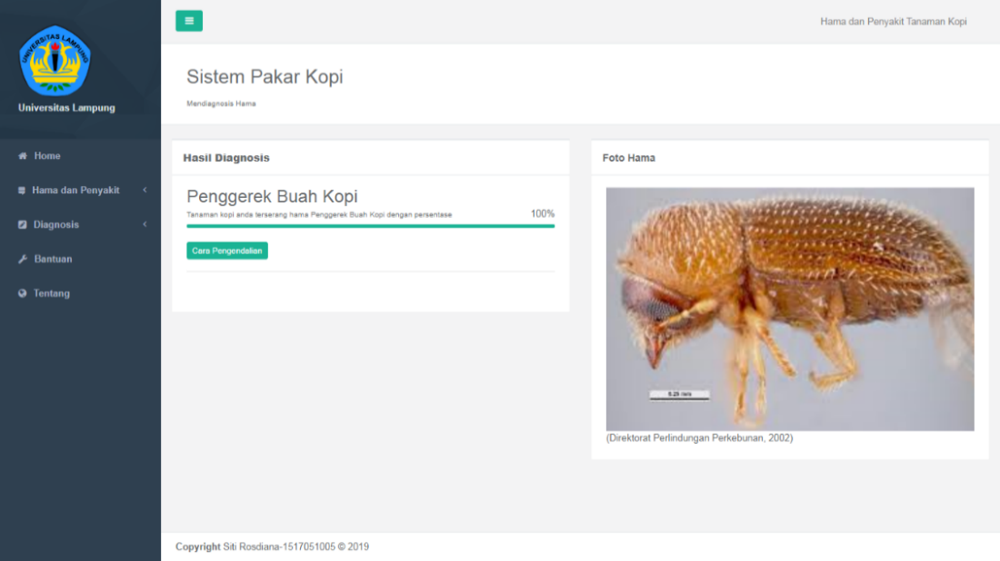 Hama dan Penyakit Tanaman Kopi
UNIVERSITAS LAMPUNG
Universitas Lampung
Home
Hama dan Penyakit
Diagnosis
Bantuan
Tentang
Sistem Pakar Kopi
Mendiagnosis Hama
Hasil Diagnosis
Penggerek Buah Kopi
Tanaman kopi anda terserang hama Penggerek Buah Kopi dengan persentase 100%
Cara Pengendalian
Foto Hama
0.25 mm
(Direktorat Perlindungan Perkebunan, 2002)
Copyright Siti Rosdiana-1517051005 © 2019